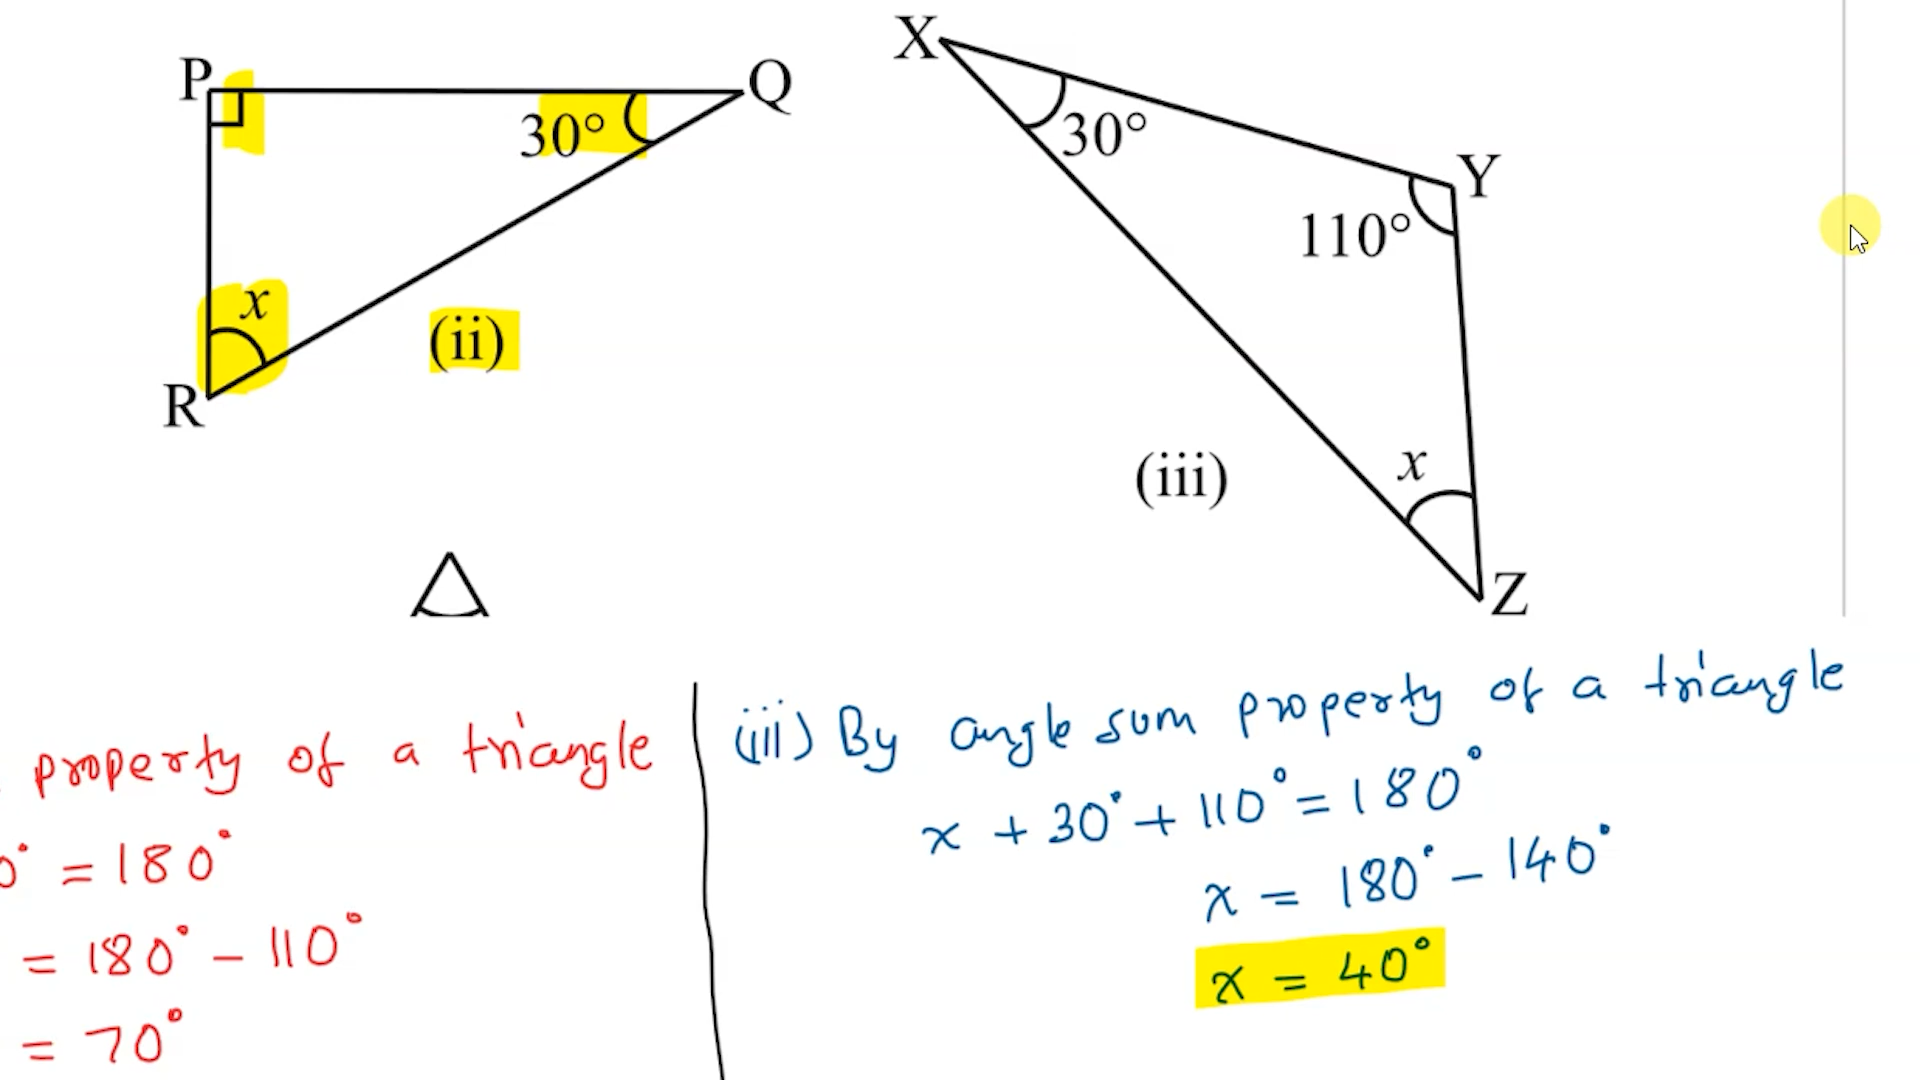 P
Q
30°
x
R
(ii)
X
30°
Y
110°
x
(iii)
Z
property of a triangle
0° = 180°
= 180° - 110°
= 70°
(iii) By angle sum property of a triangle
x + 30° + 110° = 180°
x = 180° - 140°
x = 40°